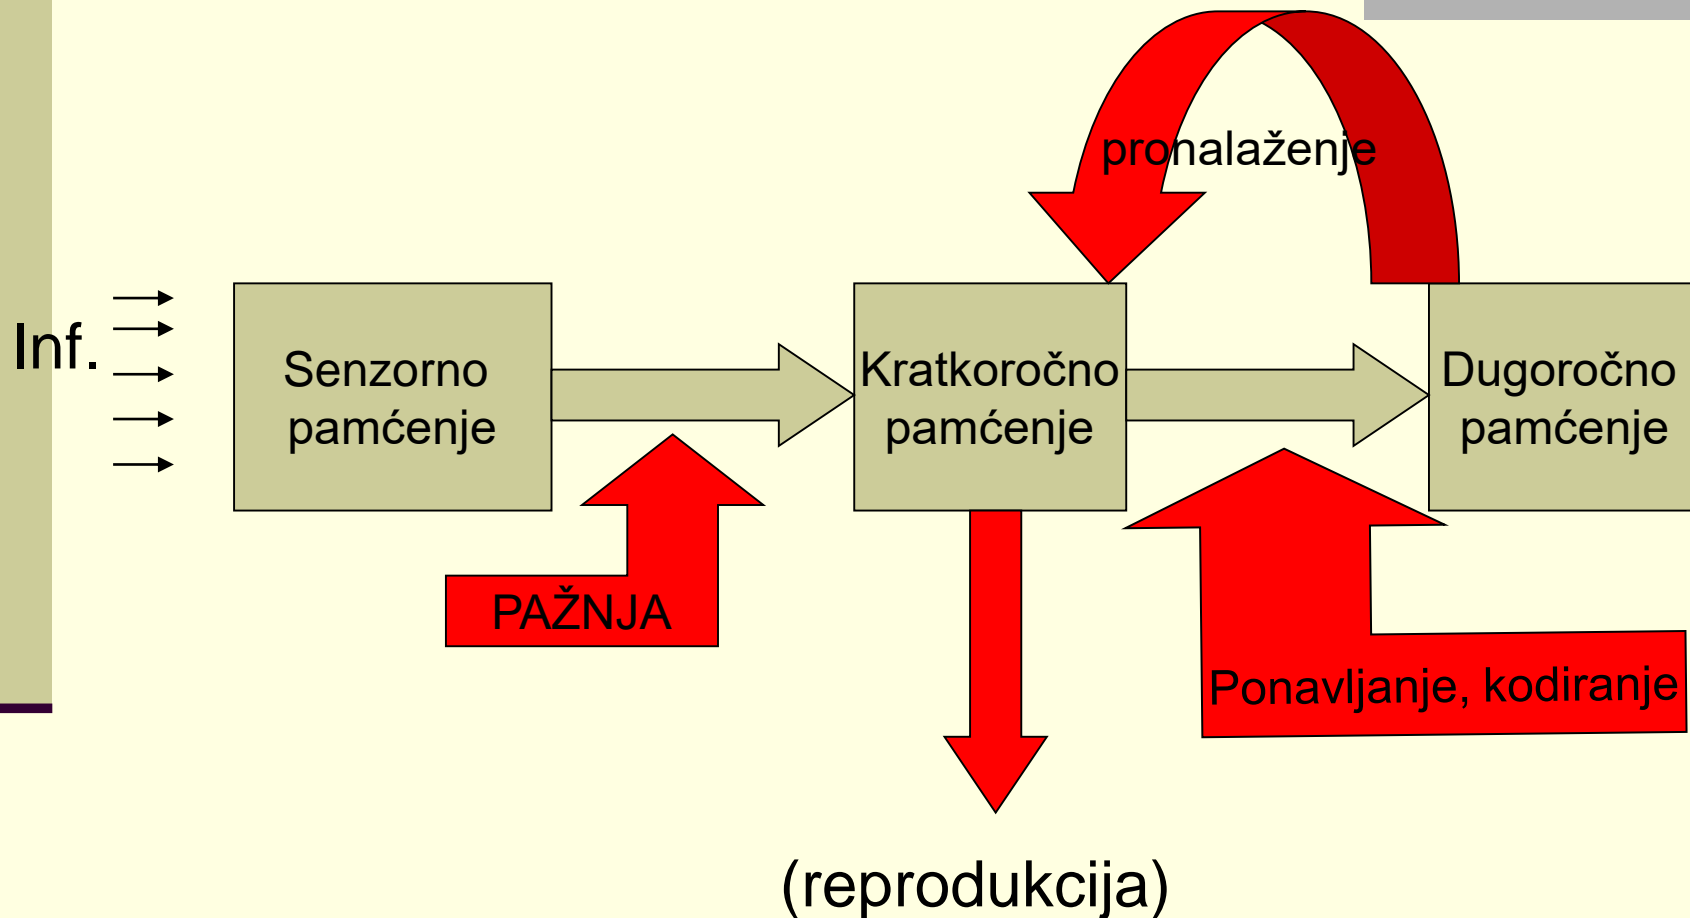 pronalaženje
Inf.
Senzorno
pamćenje
Kratkoročno
pamćenje
Dugoročno
pamćenje
PAŽNJA
Ponavljanje, kodiranje
(reprodukcija)